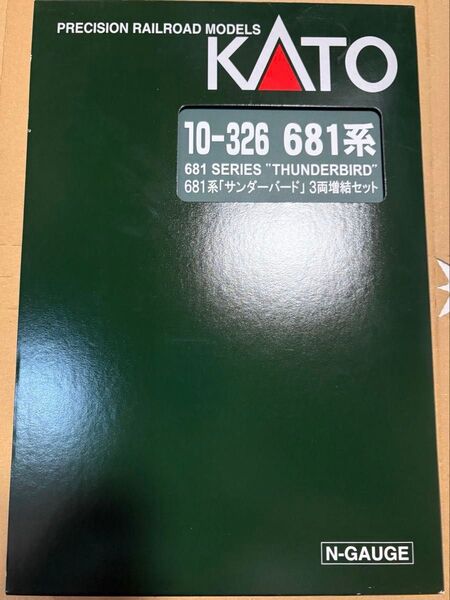 PRECISION RAILROAD MODELS
KATO
10-326 681系
681 SERIES "THUNDERBIRD"
681系「サンダーバード」3両増結セット
N-GAUGE